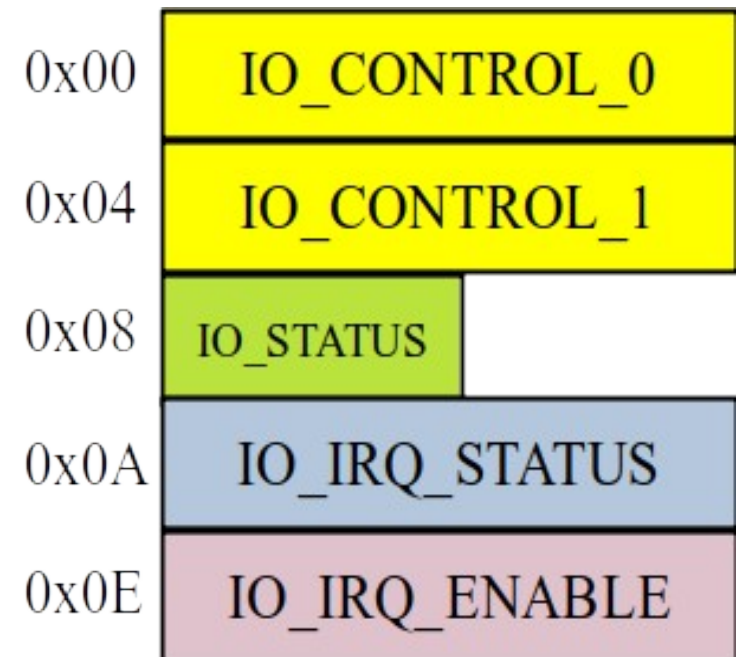 0x00 IO_CONTROL_0
0x04 IO_CONTROL_1
0x08 IO_STATUS
0x0A IO_IRQ_STATUS
0x0E IO_IRQ_ENABLE